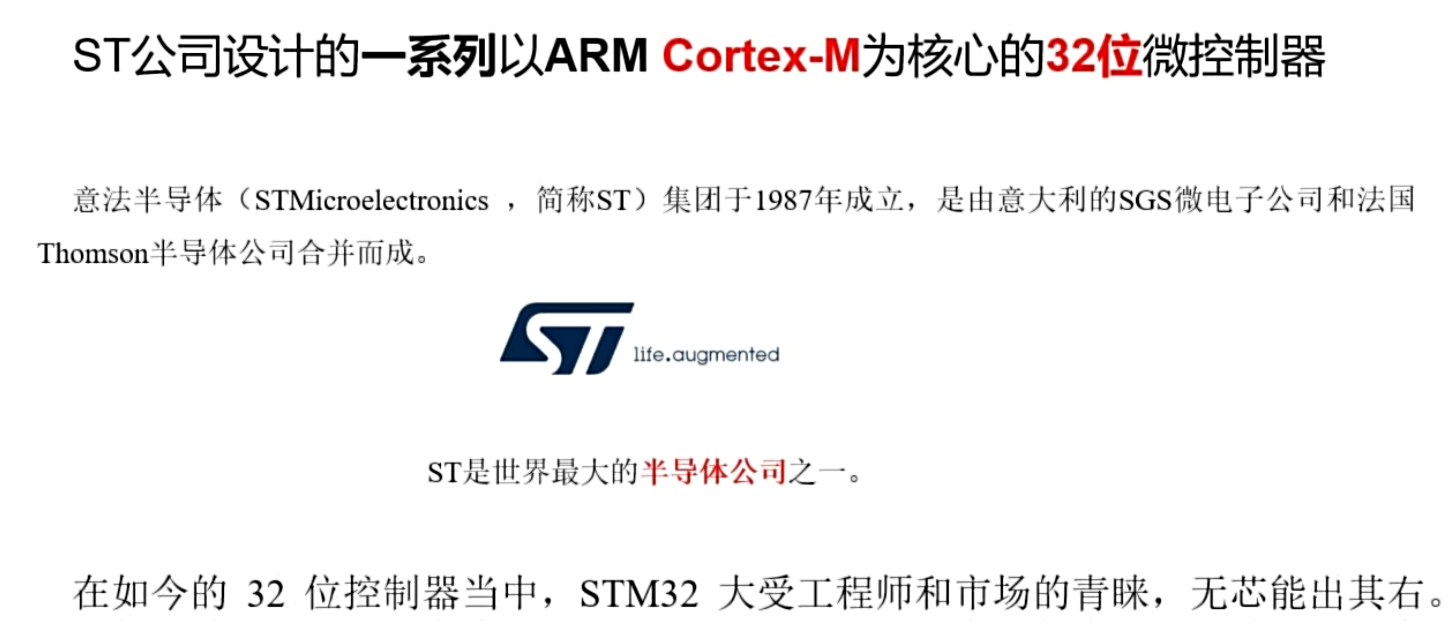 ST公司设计的一系列以ARM Cortex-M为核心的32位微控制器
意法半导体（STMicroelectronics ，简称ST）集团于1987年成立，是由意大利的SGS微电子公司和法国
Thomson半导体公司合并而成。
ST life.augmented
ST是世界最大的半导体公司之一。
在如今的 32 位控制器当中，STM32 大受工程师和市场的青睐，无芯能出其右。